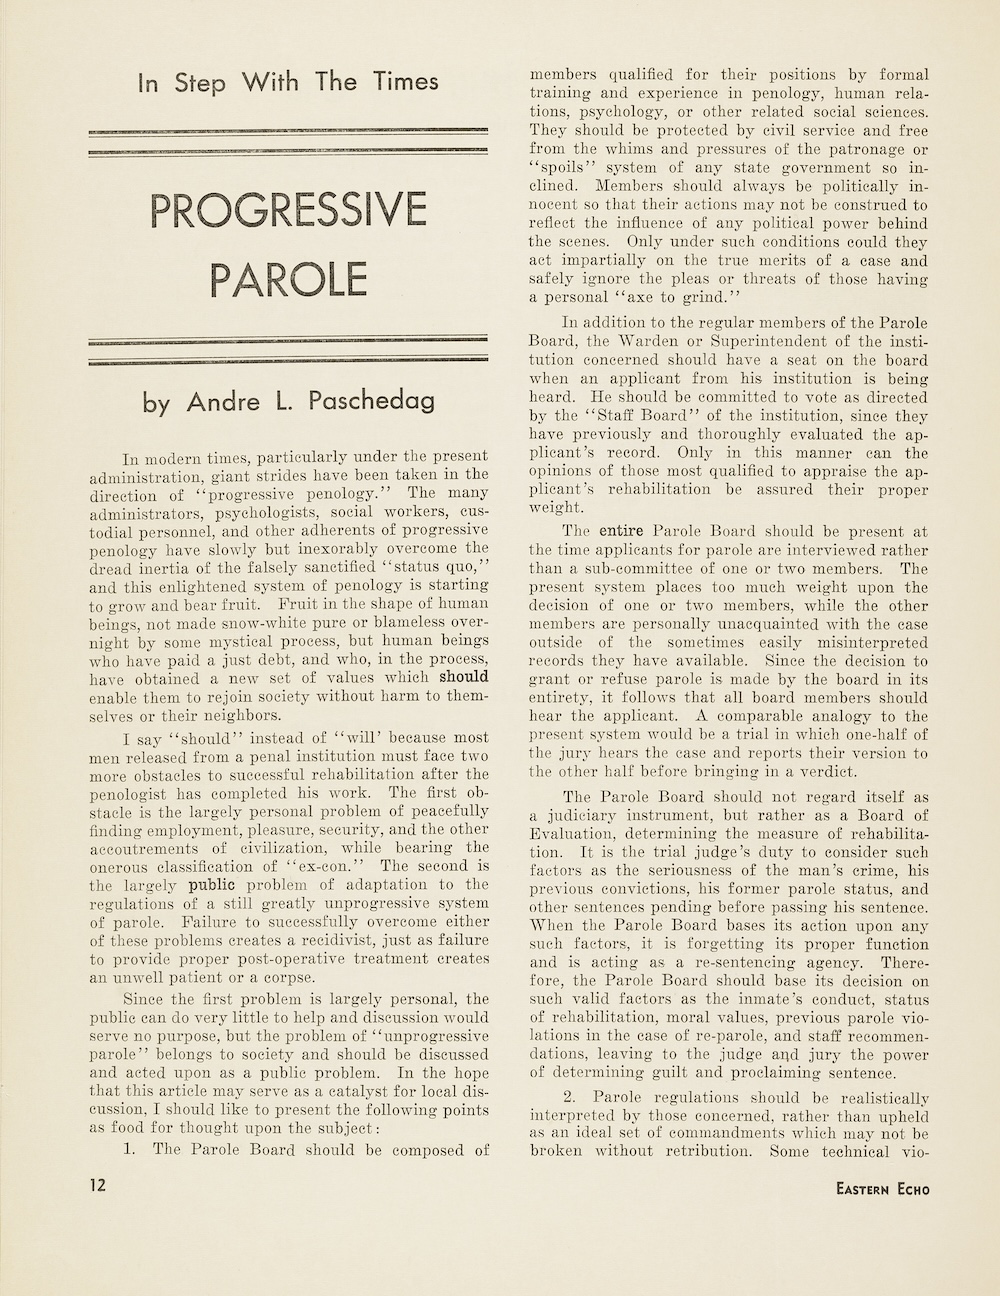 In Step With The Times
PROGRESSIVE
PAROLE
by Andre L. Paschedag
In modern times, particularly under the present
administration, giant strides have been taken in the
direction of ‘‘progressive penology.’’ The many
administrators, psychologists, social workers, cus-
todial personnel, and other adherents of progressive
penology have slowly but inexorably overcome the
dread inertia of the falsely sanctified ‘‘status quo,’’
and this enlightened system of penology is starting
to grow and bear fruit. Fruit in the shape of human
beings, not made snow-white pure or blameless over-
night by some mystical process, but human beings
who have paid a just debt, and who, in the process,
have obtained a new set of values which should
enable them to rejoin society without harm to them-
selves or their neighbors.
I say ‘‘should’’ instead of ‘‘will’ because most
men released from a penal institution must face two
more obstacles to successful rehabilitation after the
penologist has completed his work. The first ob-
stacle is the largely personal problem of peacefully
finding employment, pleasure, security, and the other
accoutrements of civilization, while bearing the
onerous classification of ‘‘ex-con.’’ The second is
the largely public problem of adaptation to the
regulations of a still greatly unprogressive system
of parole. Failure to successfully overcome either
of these problems creates a recidivist, just as failure
to provide proper post-operative treatment creates
an unwell patient or a corpse.
Since the first problem is largely personal, the
public can do very little to help and discussion would
serve no purpose, but the problem of ‘‘unprogressive
parole’’ belongs to society and should be discussed
and acted upon as a public problem. In the hope
that this article may serve as a catalyst for local dis-
cussion, I should like to present the following points
as food for thought upon the subject:
1. The Parole Board should be composed of
members qualified for their positions by formal
training and experience in penology, human rela-
tions, psychology, or other related social sciences.
They should be protected by civil service and free
from the whims and pressures of the patronage or
‘‘spoils’’ system of any state government so in-
clined. Members should always be politically in-
nocent so that their actions may not be construed to
reflect the influence of any political power behind
the scenes. Only under such conditions could they
act impartially on the true merits of a case and
safely ignore the pleas or threats of those having
a personal ‘‘axe to grind.’’
In addition to the regular members of the Parole
Board, the Warden or Superintendent of the insti-
tution concerned should have a seat on the board
when an applicant from his institution is being
heard. He should be committed to vote as directed
by the ‘‘Staff Board’’ of the institution, since they
have previously and thoroughly evaluated the ap-
plicant’s record. Only in this manner can the
opinions of those most qualified to appraise the ap-
plicant’s rehabilitation be assured their proper
weight.
The entire Parole Board should be present at
the time applicants for parole are interviewed rather
than a sub-committee of one or two members. The
present system places too much weight upon the
decision of one or two members, while the other
members are personally unacquainted with the case
outside of the sometimes easily misinterpreted
records they have available. Since the decision to
grant or refuse parole is made by the board in its
entirety, it follows that all board members should
hear the applicant. A comparable analogy to the
present system would be a trial in which one-half of
the jury hears the case and reports their version to
the other half before bringing in a verdict.
The Parole Board should not regard itself as
a judiciary instrument, but rather as a Board of
Evaluation, determining the measure of rehabilita-
tion. It is the trial judge’s duty to consider such
factors as the seriousness of the man’s crime, his
previous convictions, his former parole status, and
other sentences pending before passing his sentence.
When the Parole Board bases its action upon any
such factors, it is forgetting its proper function
and is acting as a re-sentencing agency. There-
fore, the Parole Board should base its decision on
such valid factors as the inmate’s conduct, status
of rehabilitation, moral values, previous parole vio-
lations in the case of re-parole, and staff recommen-
dations, leaving to the judge and jury the power
of determining guilt and proclaiming sentence.
2. Parole regulations should be realistically
interpreted by those concerned, rather than upheld
as an ideal set of commandments which may not be
broken without retribution. Some technical vio-
12
EASTERN ECHO